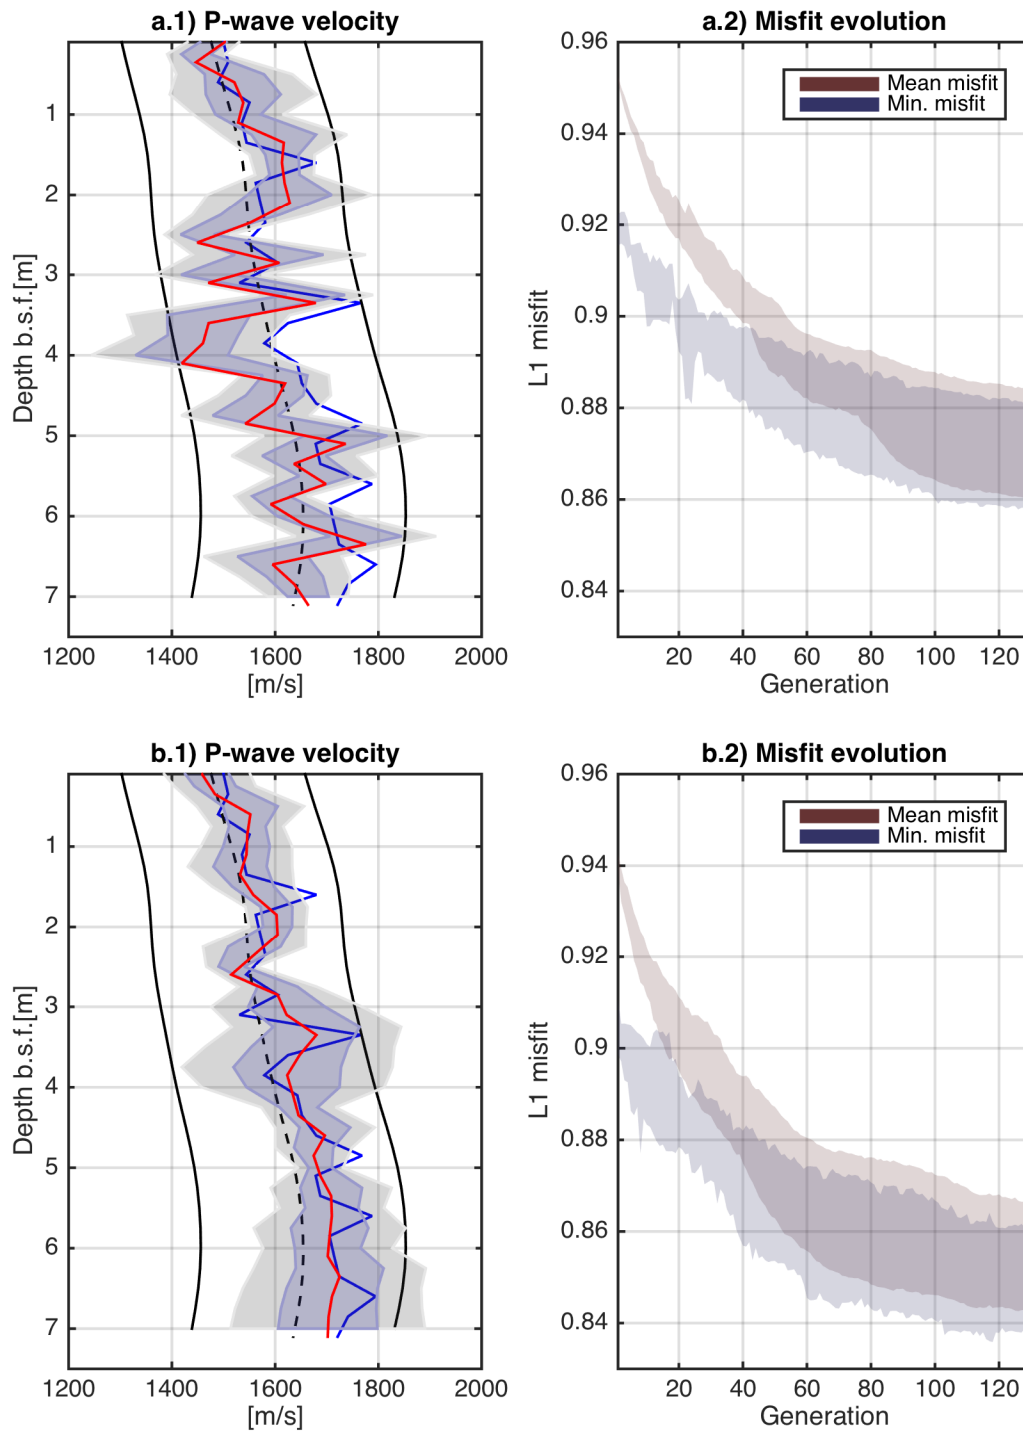 a.1) P-wave velocity
1
2
3
4
5
6
7
Depth b.s.f.[m]
1200 1400 1600 1800 2000
[m/s]
a.2) Misfit evolution
0.96
0.94
0.92
0.9
0.88
0.86
0.84
L1 misfit
Mean misfit
Min. misfit
20 40 60 80 100 120
Generation
b.1) P-wave velocity
1
2
3
4
5
6
7
Depth b.s.f.[m]
1200 1400 1600 1800 2000
[m/s]
b.2) Misfit evolution
0.96
0.94
0.92
0.9
0.88
0.86
0.84
L1 misfit
Mean misfit
Min. misfit
20 40 60 80 100 120
Generation